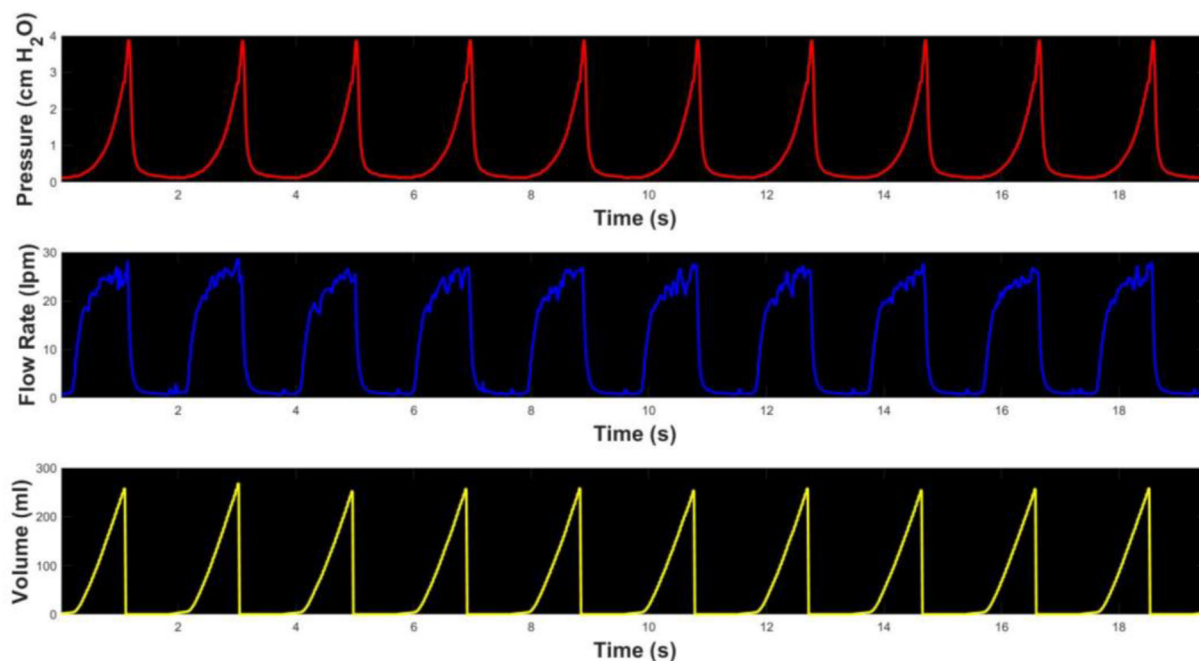 Pressure (cm H2O)
4
3
2
1
0
2 4 6 8 10 12 14 16 18
Time (s)
Flow Rate (lpm)
30
20
10
0
2 4 6 8 10 12 14 16 18
Time (s)
Volume (ml)
300
200
100
0
2 4 6 8 10 12 14 16 18
Time (s)